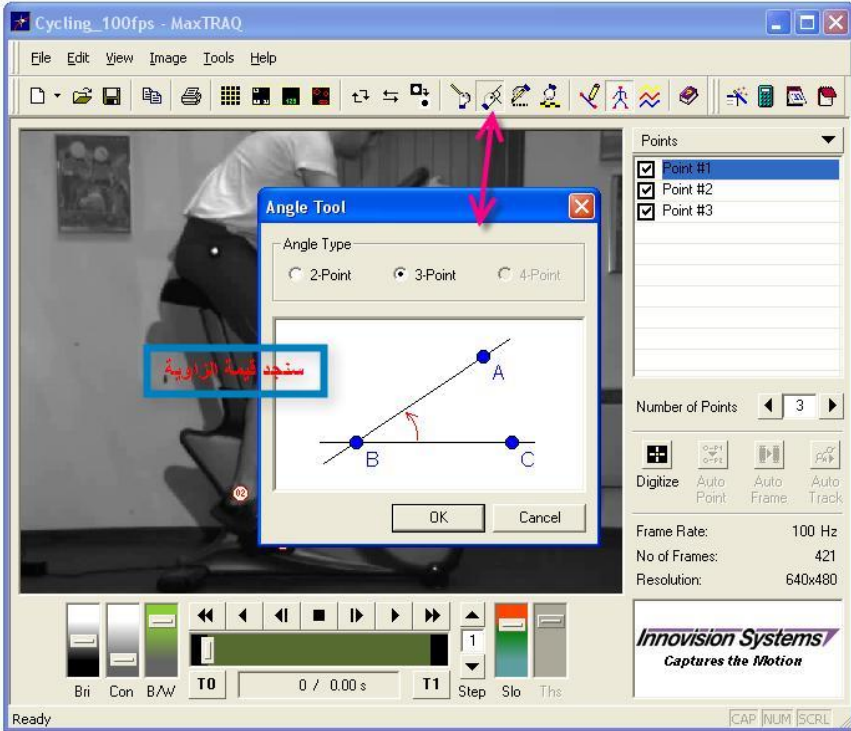 Cycling_100fps - MaxTRAQ
File Edit View Image Tools Help
Points
Point #1
Point #2
Point #3
Angle Tool
Angle Type
2-Point 3-Point 4-Point
سنجد قيمة الزاوية
A
B C
OK Cancel
02
Number of Points 3
Digitize Auto Point Auto Frame Auto Track
Frame Rate: 100 Hz
No of Frames: 421
Resolution: 640x480
Innovision Systems
Captures the Motion
1
T0 0 / 0.00 s T1 Step
Bri Con B/W Slo Ths
Ready CAP NUM SCRL